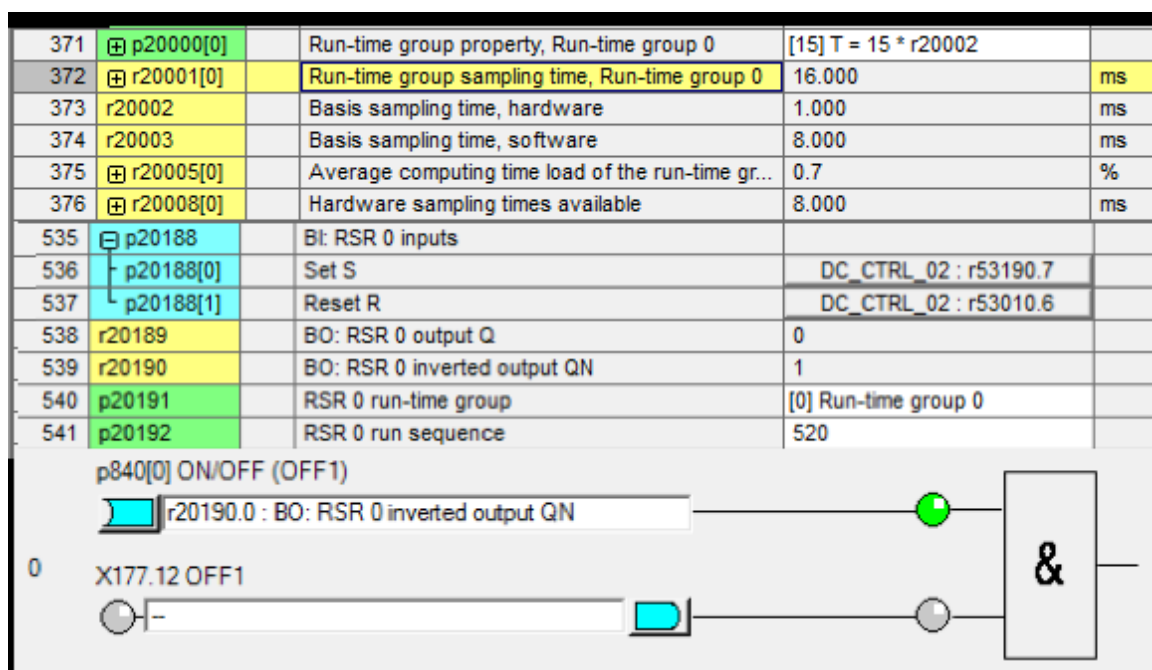 371 p20000[0] Run-time group property, Run-time group 0 [15] T = 15 * r20002
372 r20001[0] Run-time group sampling time, Run-time group 0 16.000 ms
373 r20002 Basis sampling time, hardware 1.000 ms
374 r20003 Basis sampling time, software 8.000 ms
375 r20005[0] Average computing time load of the run-time gr... 0.7 %
376 r20008[0] Hardware sampling times available 8.000 ms
535 p20188 BI: RSR 0 inputs
536 p20188[0] Set S DC_CTRL_02 : r53190.7
537 p20188[1] Reset R DC_CTRL_02 : r53010.6
538 r20189 BO: RSR 0 output Q 0
539 r20190 BO: RSR 0 inverted output QN 1
540 p20191 RSR 0 run-time group [0] Run-time group 0
541 p20192 RSR 0 run sequence 520
p840[0] ON/OFF (OFF1)
r20190.0 : BO: RSR 0 inverted output QN
&
0
X177.12 OFF1
--